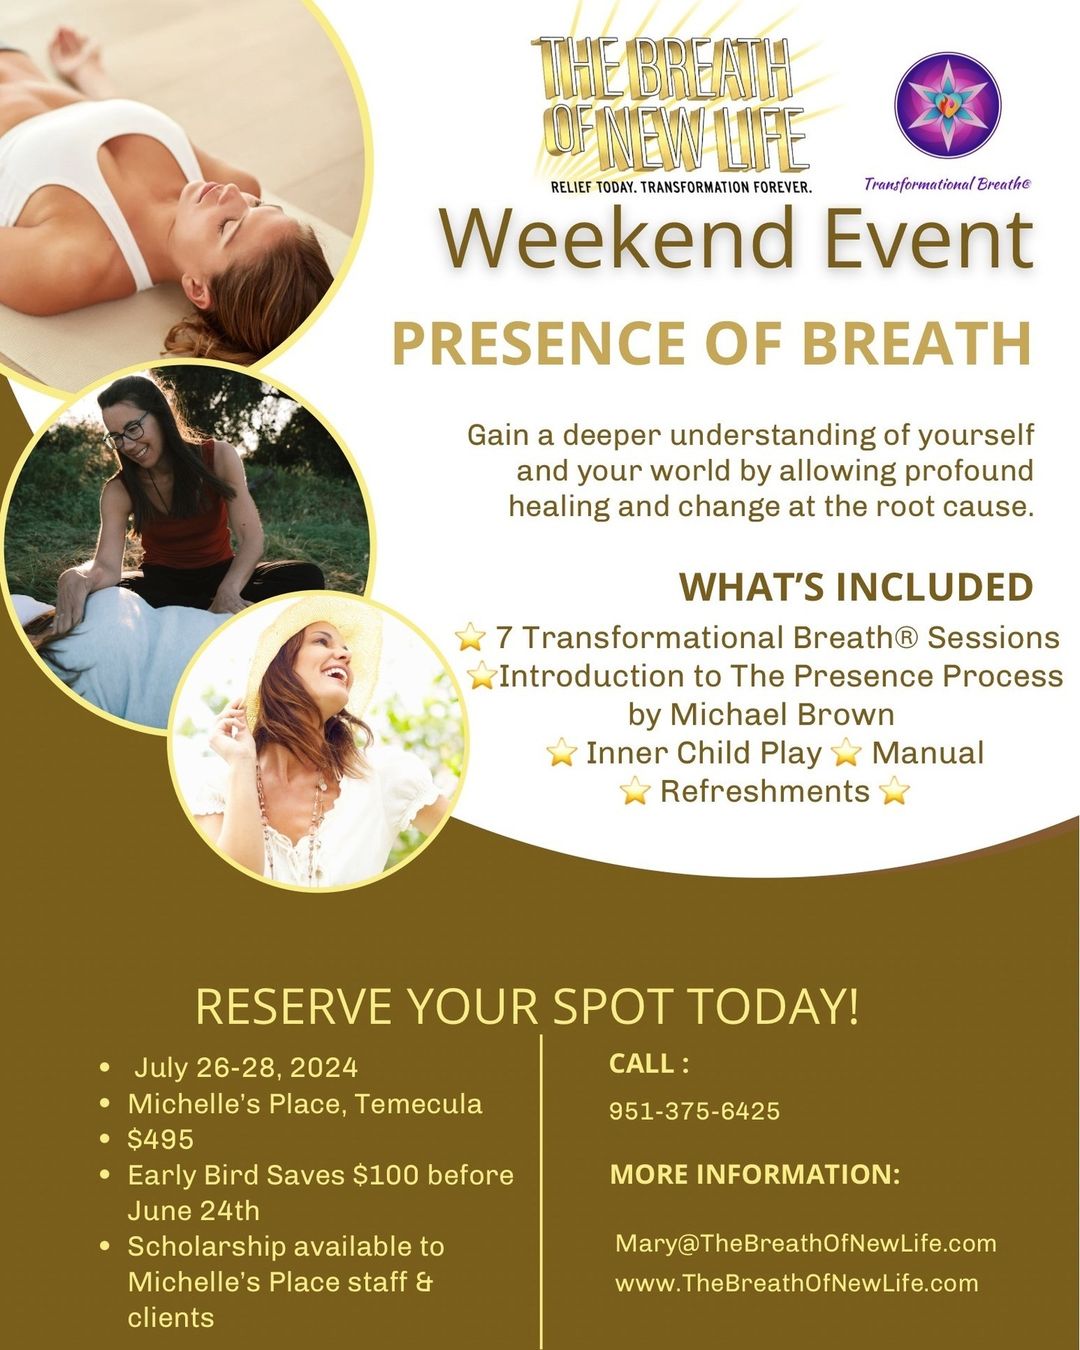 THE BREATH
OF NEW LIFE
RELIEF TODAY. TRANSFORMATION FOREVER.
Transformational Breath®
Weekend Event
PRESENCE OF BREATH
Gain a deeper understanding of yourself
and your world by allowing profound
healing and change at the root cause.
WHAT’S INCLUDED
⭐ 7 Transformational Breath® Sessions
⭐Introduction to The Presence Process
by Michael Brown
⭐ Inner Child Play ⭐ Manual
⭐ Refreshments ⭐
RESERVE YOUR SPOT TODAY!
• July 26-28, 2024
• Michelle’s Place, Temecula
• $495
• Early Bird Saves $100 before
June 24th
• Scholarship available to
Michelle’s Place staff &
clients
CALL :
951-375-6425
MORE INFORMATION:
Mary@TheBreathOfNewLife.com
www.TheBreathOfNewLife.com